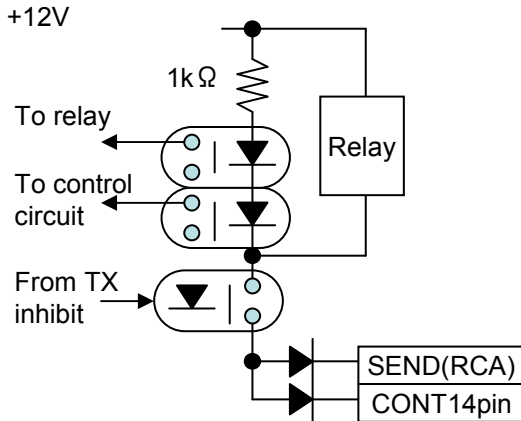 +12V
1kΩ
To relay
Relay
To control
circuit
From TX
inhibit
SEND(RCA)
CONT14pin